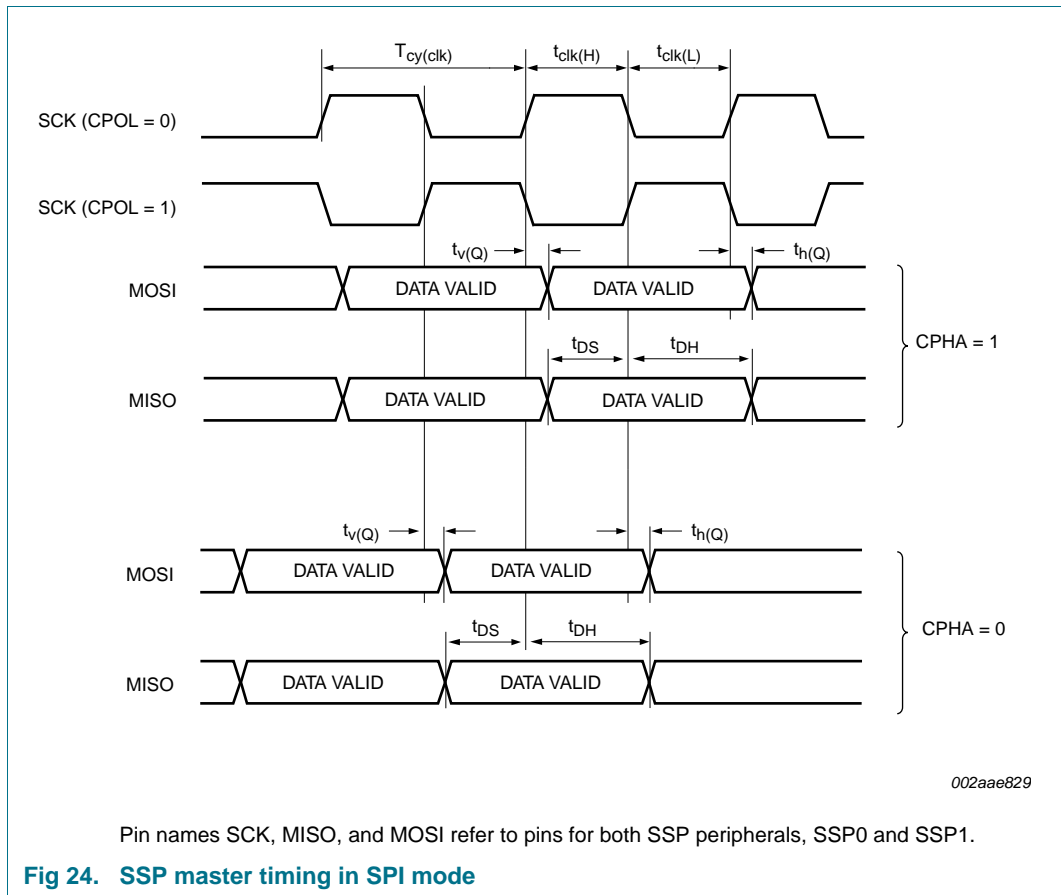 Tcy(clk) tclk(H) tclk(L)
SCK (CPOL = 0)
SCK (CPOL = 1)
tv(Q) th(Q)
MOSI DATA VALID DATA VALID
CPHA = 1
tDS tDH
MISO DATA VALID DATA VALID
tv(Q) th(Q)
MOSI DATA VALID DATA VALID
CPHA = 0
tDS tDH
MISO DATA VALID DATA VALID
002aae829
Pin names SCK, MISO, and MOSI refer to pins for both SSP peripherals, SSP0 and SSP1.
Fig 24. SSP master timing in SPI mode